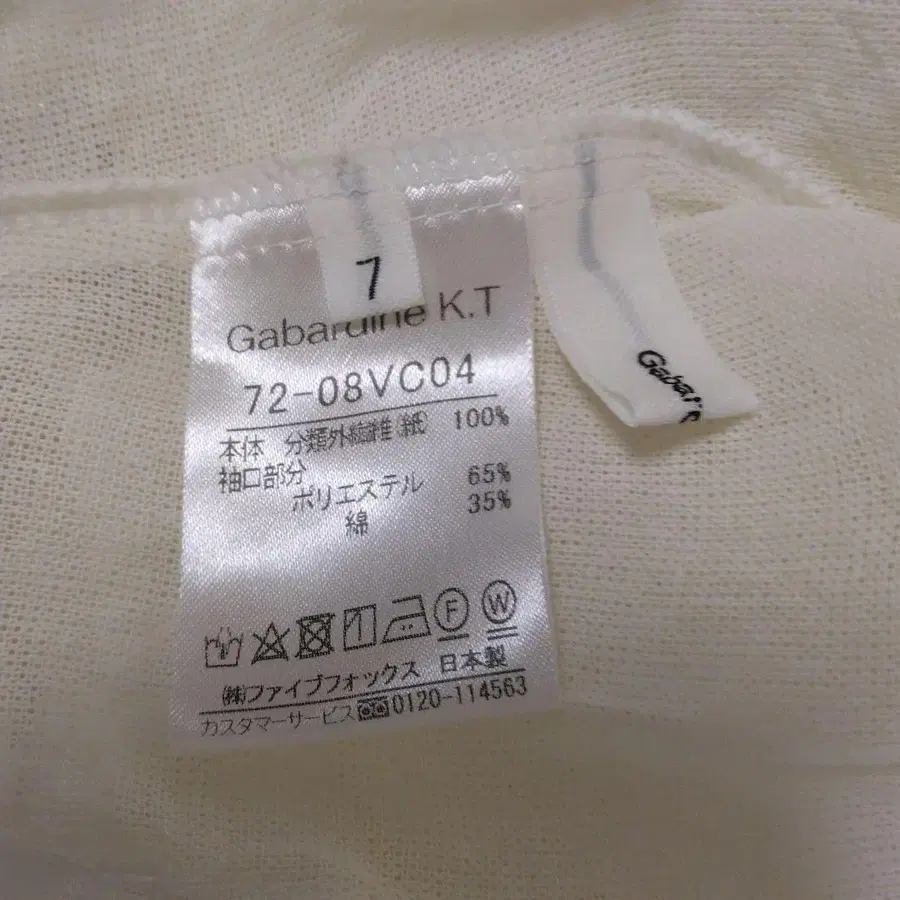 7
Gabardine K.T
72-08VC04
本体 分類外繊維(紙) 100%
袖口部分
ポリエステル 65%
綿 35%
F W
(株)ファイブフォックス 日本製
カスタマーサービス 0120-114563